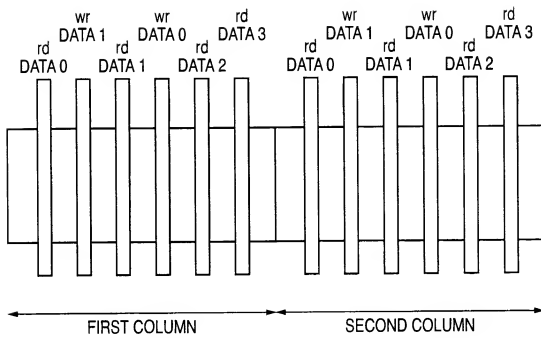 rd
DATA 0
wr
DATA 1
rd
DATA 1
wr
DATA 0
rd
DATA 2
rd
DATA 3
rd
DATA 0
wr
DATA 1
rd
DATA 1
wr
DATA 0
rd
DATA 2
rd
DATA 3
FIRST COLUMN
SECOND COLUMN